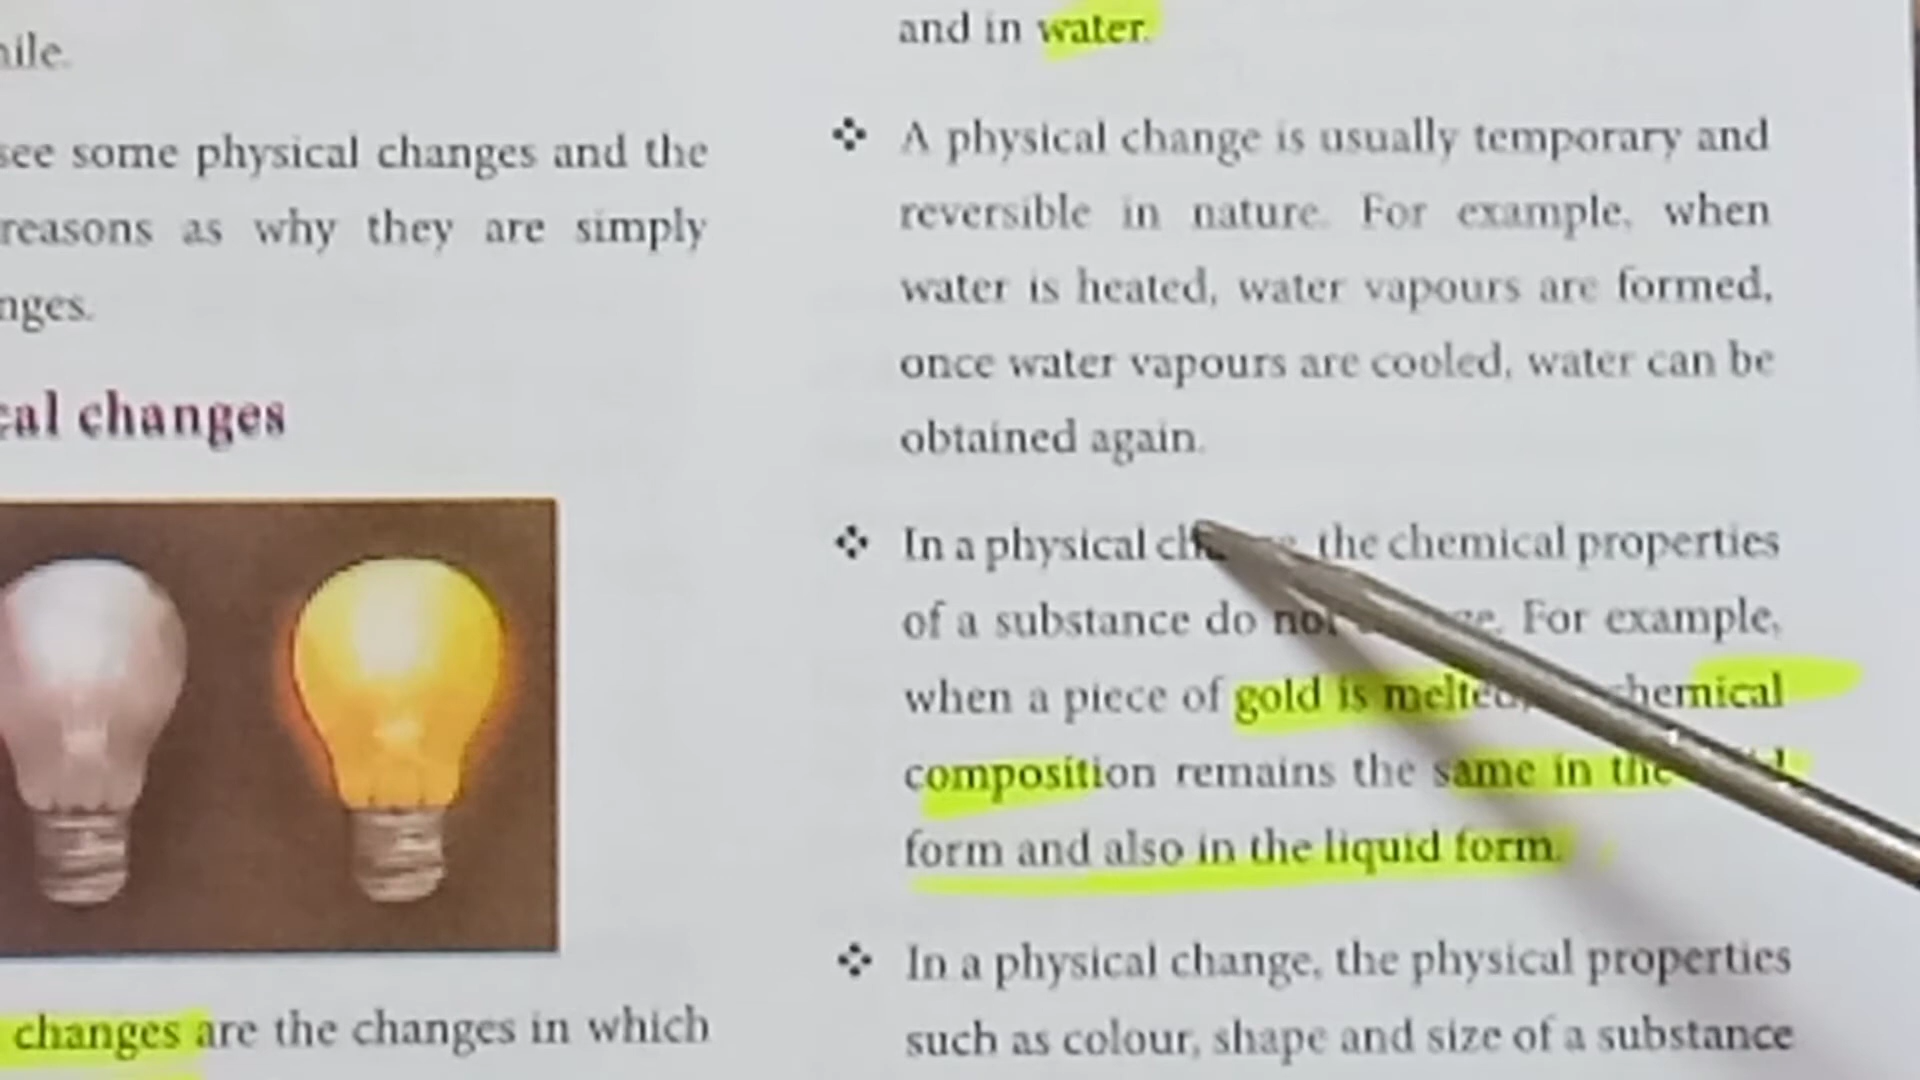 see some physical changes and the
reasons as why they are simply
changes
changes are the changes in which
and in water.
A physical change is usually temporary and
reversible in nature. For example, when
water is heated, water vapours are formed,
once water vapours are cooled, water can be
obtained again.
In a physical the chemical properties
of a substance do For example,
when a piece of gold is melted, chemical
composition remains the same in the
form and also in the liquid form.
In a physical change, the physical properties
such as colour, shape and size of a substance